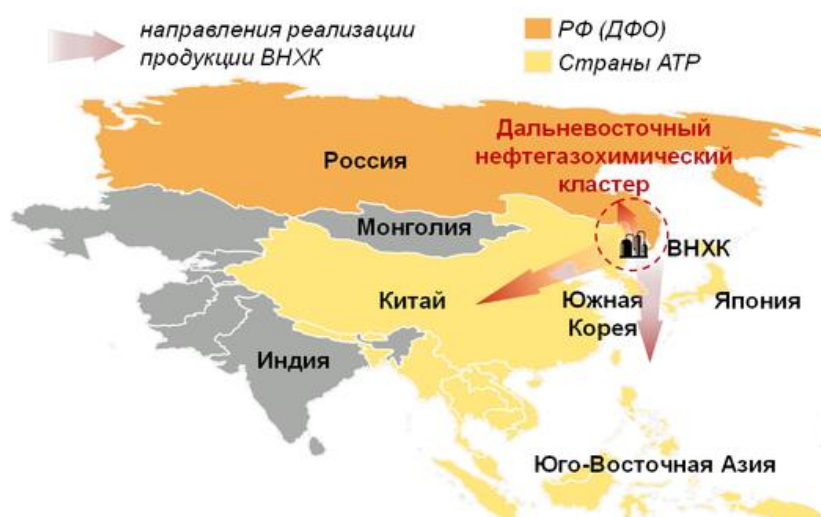 направления реализации
продукции ВНХК
РФ (ДФО)
Страны АТР
Дальневосточный
нефтегазохимический
кластер
Россия
Монголия
ВНХК
Китай
Южная
Корея
Япония
Индия
Юго-Восточная Азия